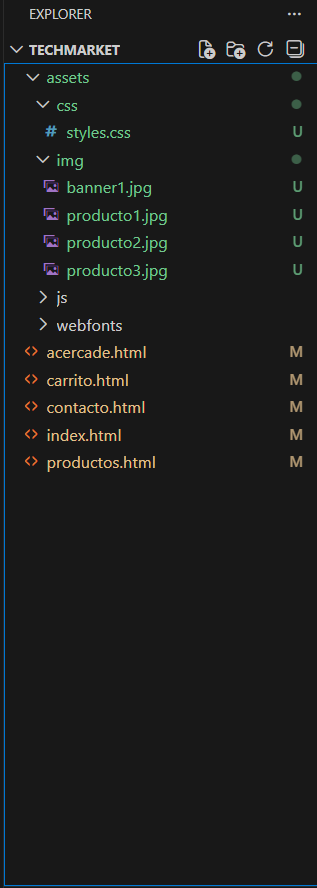 EXPLORER ...
TECHMARKET
assets
css
# styles.css U
img
banner1.jpg U
producto1.jpg U
producto2.jpg U
producto3.jpg U
js
webfonts
<> acercade.html M
<> carrito.html M
<> contacto.html M
<> index.html M
<> productos.html M